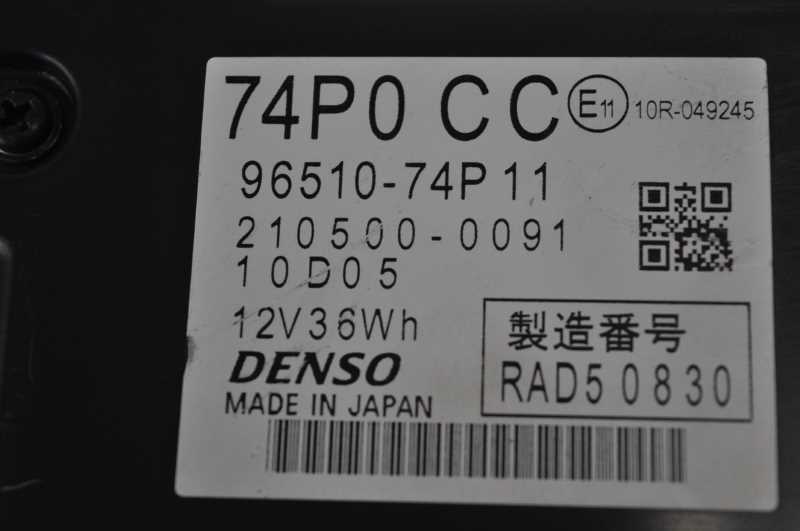 74P0 CC E11 10R-049245
96510-74P11
210500-0091
10D05
12V36Wh
DENSO
MADE IN JAPAN
製造番号
RAD50830